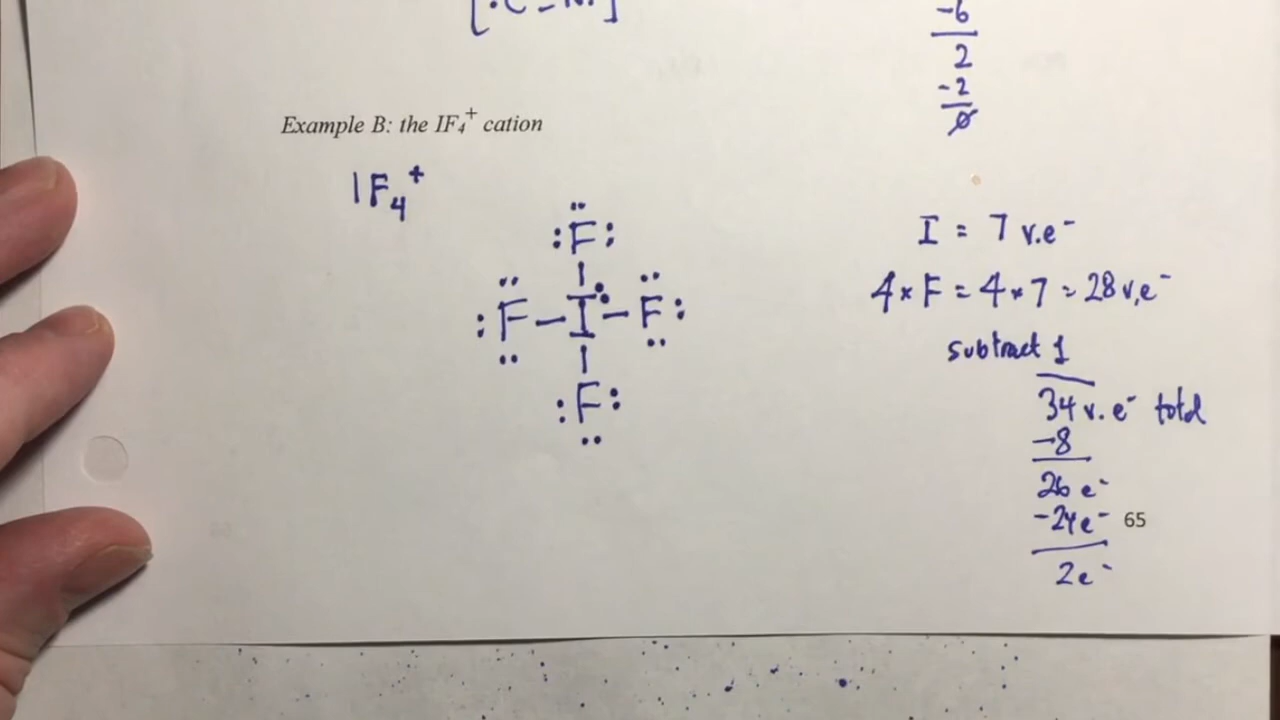 [:C≡N:]
-6
2
-2
0
Example B: the IF₄⁺ cation
IF₄⁺
I = 7 v.e⁻
4×F = 4×7 = 28 v.e⁻
subtract 1
34 v.e⁻ total
-8
26 e⁻
-24e⁻
65
2e⁻
:F:
:F—I—F:
:F: